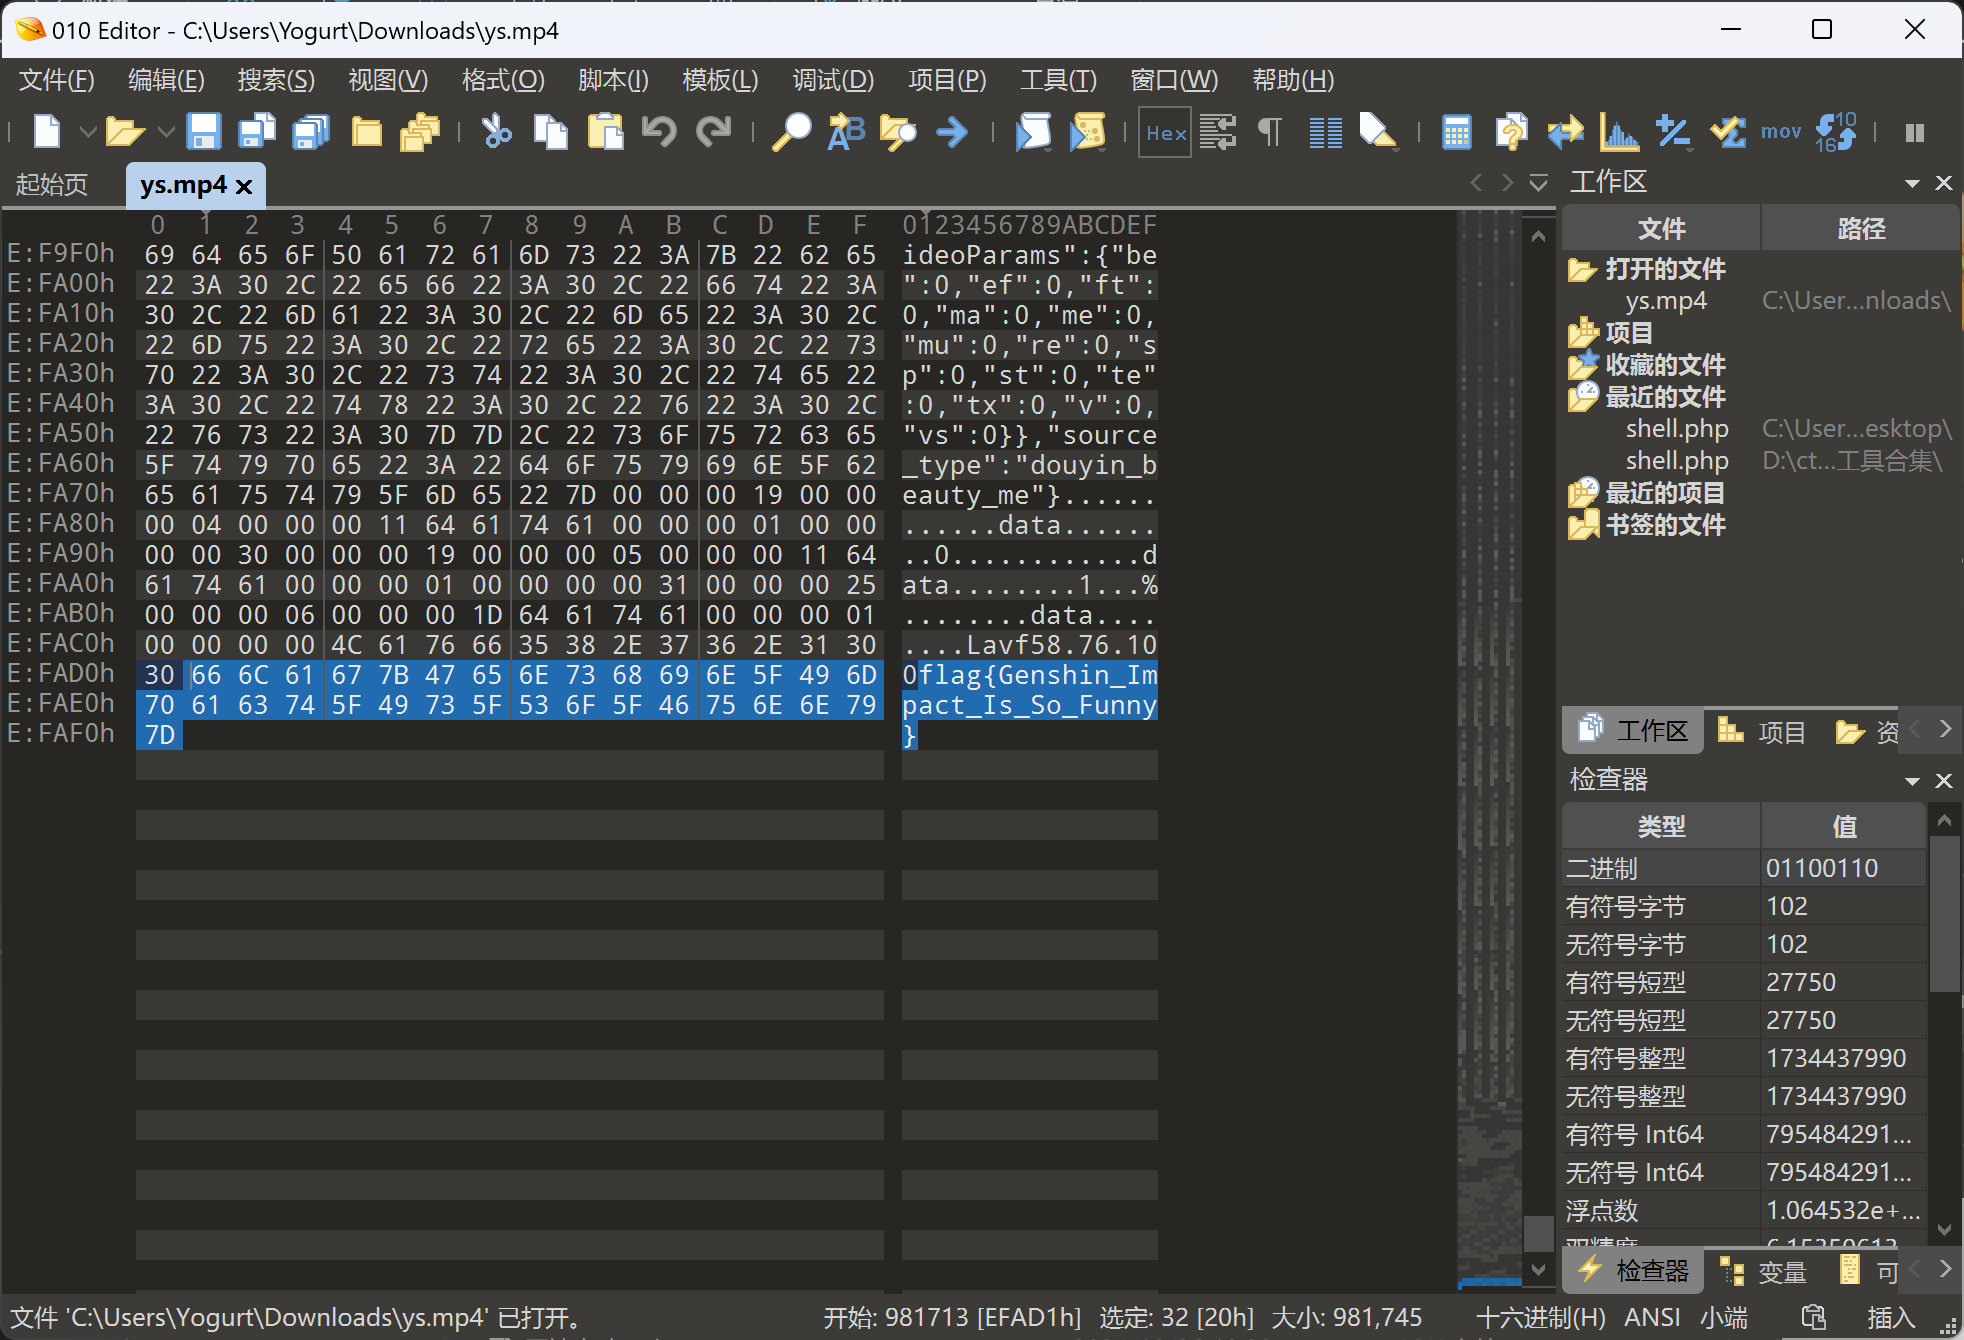 010 Editor - C:\Users\Yogurt\Downloads\ys.mp4
文件(F) 编辑(E) 搜索(S) 视图(V) 格式(O) 脚本(I) 模板(L) 调试(D) 项目(P) 工具(T) 窗口(W) 帮助(H)
Hex mov 10 16
起始页 ys.mp4
0 1 2 3 4 5 6 7 8 9 A B C D E F 0123456789ABCDEF
E:F9F0h 69 64 65 6F 50 61 72 61 6D 73 22 3A 7B 22 62 65 ideoParams":{"be
E:FA00h 22 3A 30 2C 22 65 66 22 3A 30 2C 22 66 74 22 3A ":0,"ef":0,"ft":
E:FA10h 30 2C 22 6D 61 22 3A 30 2C 22 6D 65 22 3A 30 2C 0,"ma":0,"me":0,
E:FA20h 22 6D 75 22 3A 30 2C 22 72 65 22 3A 30 2C 22 73 "mu":0,"re":0,"s
E:FA30h 70 22 3A 30 2C 22 73 74 22 3A 30 2C 22 74 65 22 p":0,"st":0,"te"
E:FA40h 3A 30 2C 22 74 78 22 3A 30 2C 22 76 22 3A 30 2C :0,"tx":0,"v":0,
E:FA50h 22 76 73 22 3A 30 7D 7D 2C 22 73 6F 75 72 63 65 "vs":0}},"source
E:FA60h 5F 74 79 70 65 22 3A 22 64 6F 75 79 69 6E 5F 62 _type":"douyin_b
E:FA70h 65 61 75 74 79 5F 6D 65 22 7D 00 00 00 19 00 00 eauty_me"}......
E:FA80h 00 04 00 00 00 11 64 61 74 61 00 00 00 01 00 00 ......data......
E:FA90h 00 00 30 00 00 00 19 00 00 00 05 00 00 00 11 64 ..0............d
E:FAA0h 61 74 61 00 00 00 01 00 00 00 00 31 00 00 00 25 ata........1...%
E:FAB0h 00 00 00 06 00 00 00 1D 64 61 74 61 00 00 00 01 ........data....
E:FAC0h 00 00 00 00 4C 61 76 66 35 38 2E 37 36 2E 31 30 ....Lavf58.76.10
E:FAD0h 30 66 6C 61 67 7B 47 65 6E 73 68 69 6E 5F 49 6D 0flag{Genshin_Im
E:FAE0h 70 61 63 74 5F 49 73 5F 53 6F 5F 46 75 6E 6E 79 pact_Is_So_Funny
E:FAF0h 7D }
工作区
文件 路径
打开的文件
ys.mp4 C:\User...nloads\
项目
收藏的文件
最近的文件
shell.php C:\User...esktop\
shell.php D:\ct...工具合集\
最近的项目
书签的文件
工作区 项目 资
检查器
类型 值
二进制 01100110
有符号字节 102
无符号字节 102
有符号短型 27750
无符号短型 27750
有符号整型 1734437990
无符号整型 1734437990
有符号 Int64 795484291...
无符号 Int64 795484291...
浮点数 1.064532e+...
检查器 变量 可
文件 'C:\Users\Yogurt\Downloads\ys.mp4' 已打开。 开始: 981713 [EFAD1h] 选定: 32 [20h] 大小: 981,745 十六进制(H) ANSI 小端 插入